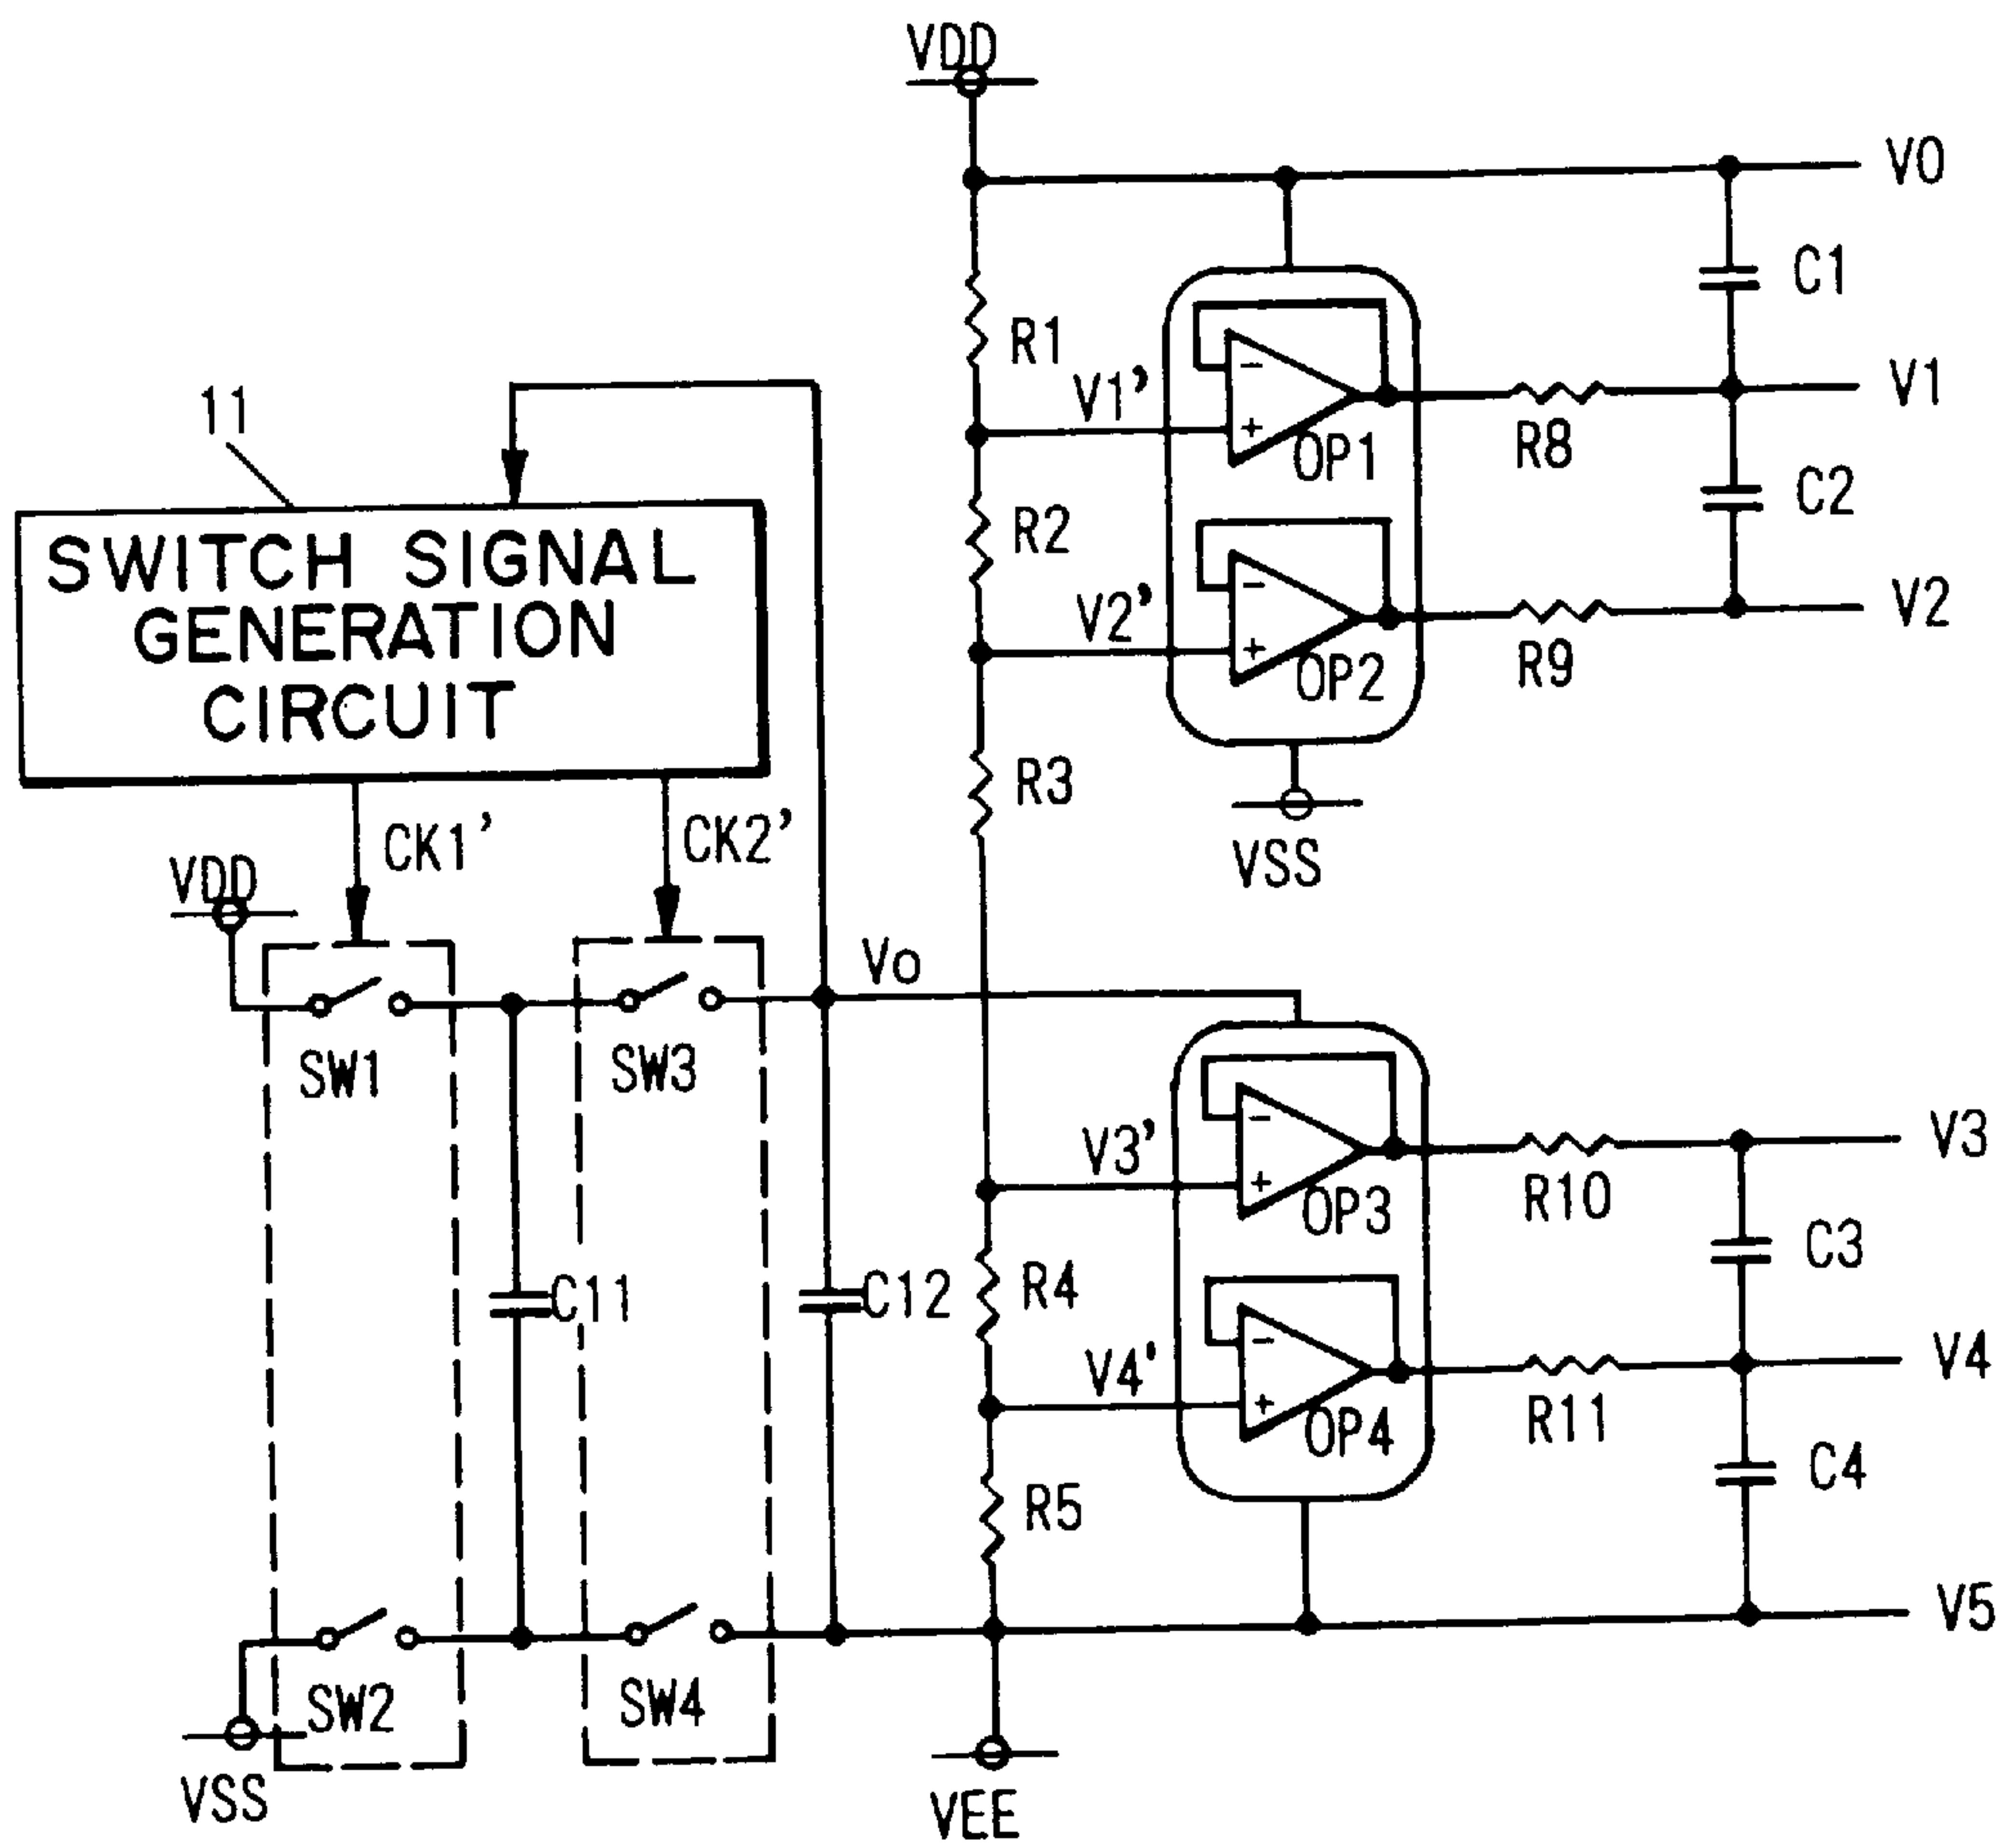 VDD
V0
C1
R1
V1'
−
+
OP1
R8
V1
11
C2
R2
SWITCH SIGNAL
GENERATION
CIRCUIT
V2'
−
+
OP2
R9
V2
R3
CK1'
CK2'
VSS
VDD
Vo
SW1
SW3
V3'
−
+
OP3
R10
V3
C3
C11
C12
R4
V4'
−
+
OP4
R11
V4
C4
R5
V5
SW2
SW4
VSS
VEE